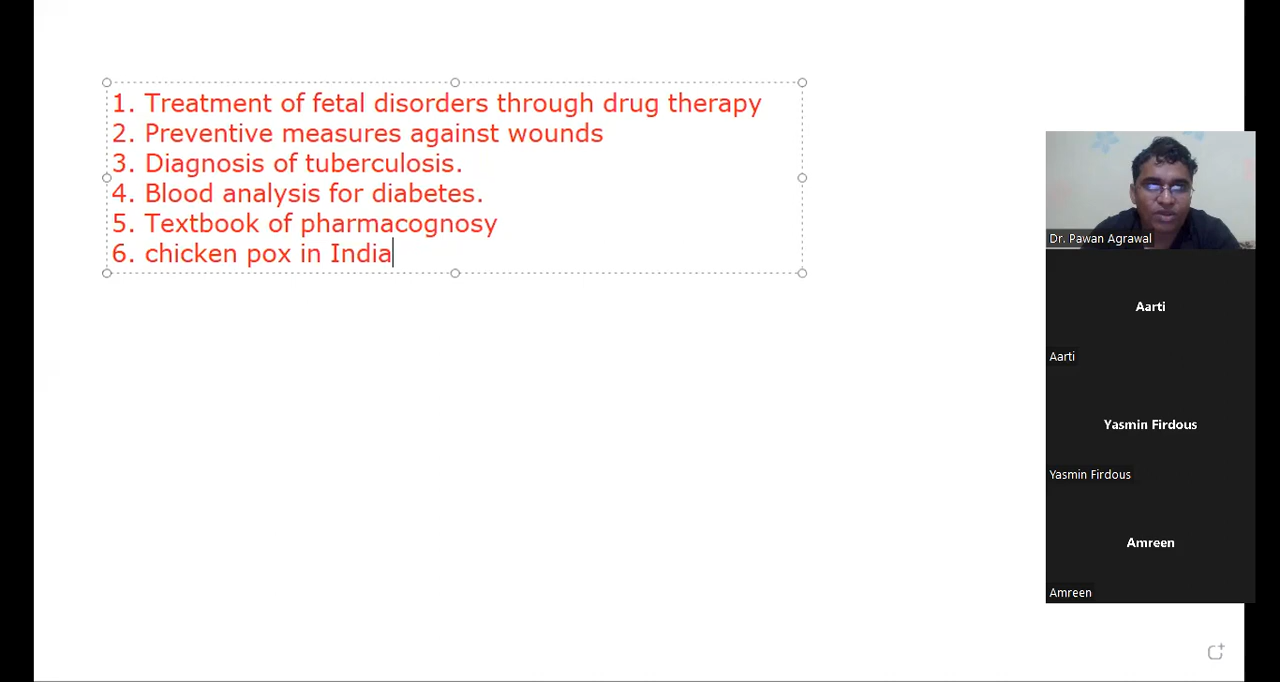 1. Treatment of fetal disorders through drug therapy
2. Preventive measures against wounds
3. Diagnosis of tuberculosis.
4. Blood analysis for diabetes.
5. Textbook of pharmacognosy
6. chicken pox in India
Dr. Pawan Agrawal
Aarti
Aarti
Yasmin Firdous
Yasmin Firdous
Amreen
Amreen